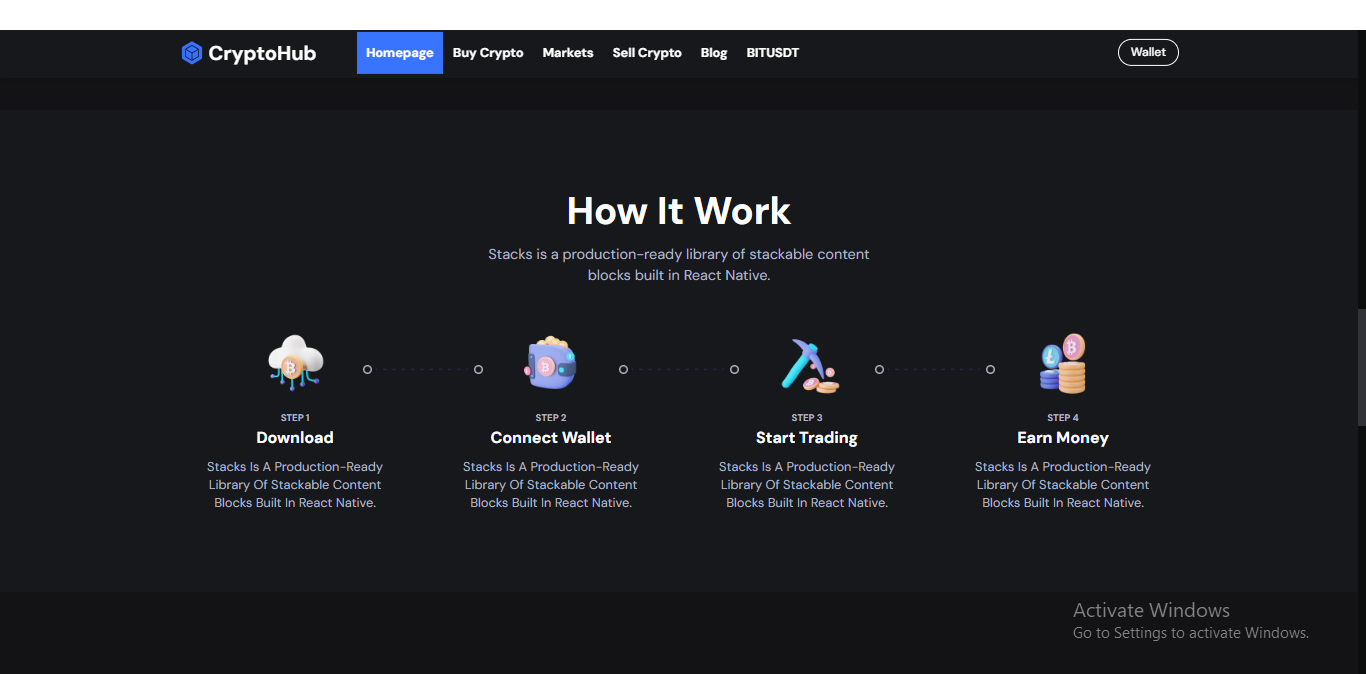 CryptoHub
Homepage Buy Crypto Markets Sell Crypto Blog BITUSDT
Wallet
How It Work
Stacks is a production-ready library of stackable content
blocks built in React Native.
STEP 1
Download
Stacks Is A Production-Ready
Library Of Stackable Content
Blocks Built In React Native.
STEP 2
Connect Wallet
Stacks Is A Production-Ready
Library Of Stackable Content
Blocks Built In React Native.
STEP 3
Start Trading
Stacks Is A Production-Ready
Library Of Stackable Content
Blocks Built In React Native.
STEP 4
Earn Money
Stacks Is A Production-Ready
Library Of Stackable Content
Blocks Built In React Native.
Activate Windows
Go to Settings to activate Windows.